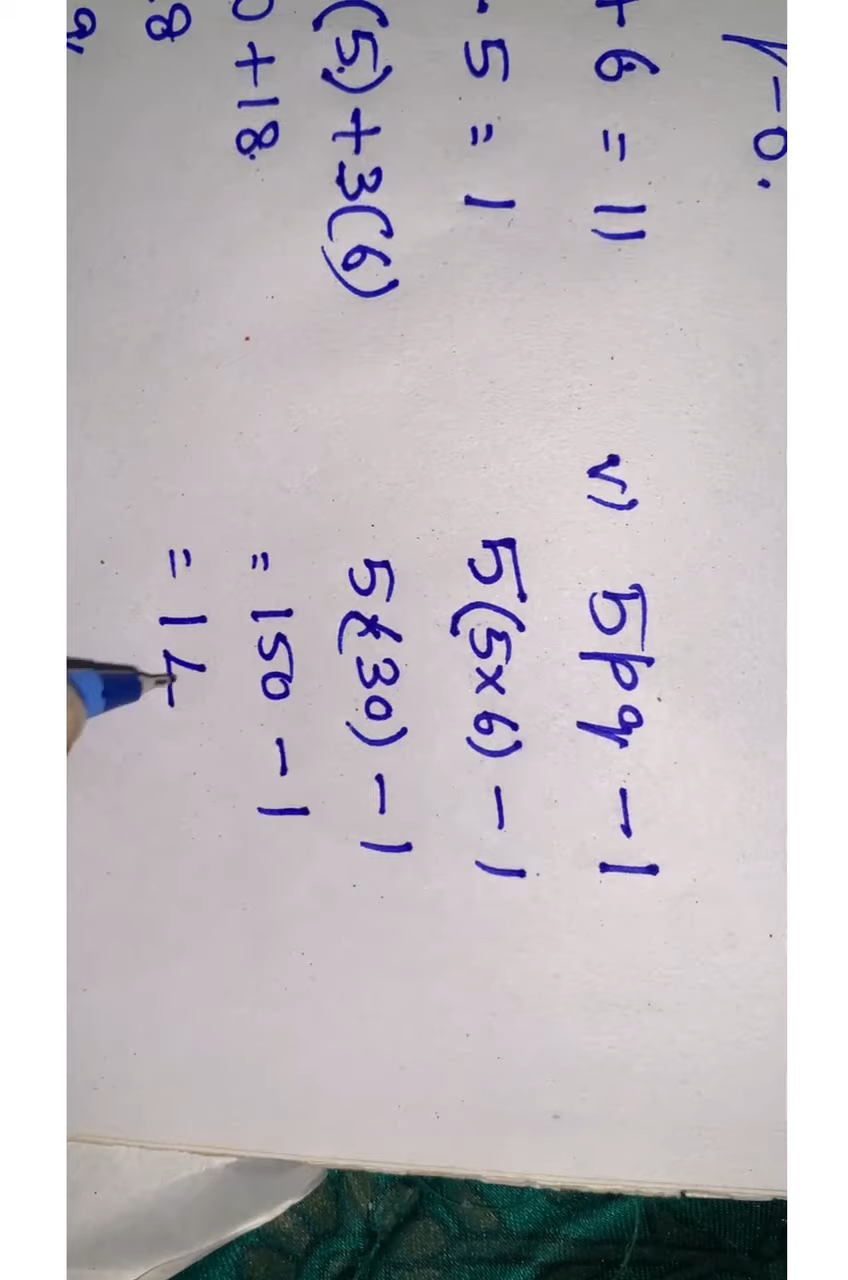 + 6 = 11
- 5 = 1
(5) + 3(6)
0 + 18
8
v) 5pq - 1
5(5×6) - 1
5(30) - 1
= 150 - 1
= 14